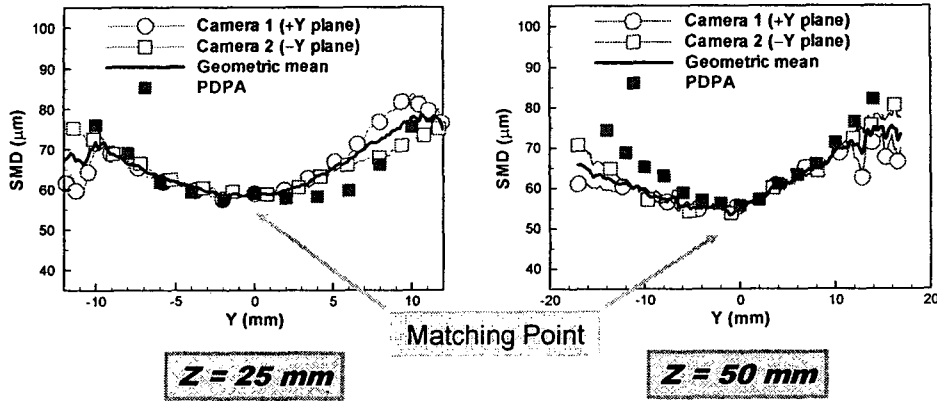 Camera 1 (+Y plane)
Camera 2 (−Y plane)
Geometric mean
PDPA
SMD (μm)
100
90
80
70
60
50
40
-10
-5
0
5
10
Y (mm)
Camera 1 (+Y plane)
Camera 2 (−Y plane)
Geometric mean
PDPA
SMD (μm)
100
90
80
70
60
50
40
-20
-10
0
10
20
Y (mm)
Matching Point
Z = 25 mm
Z = 50 mm